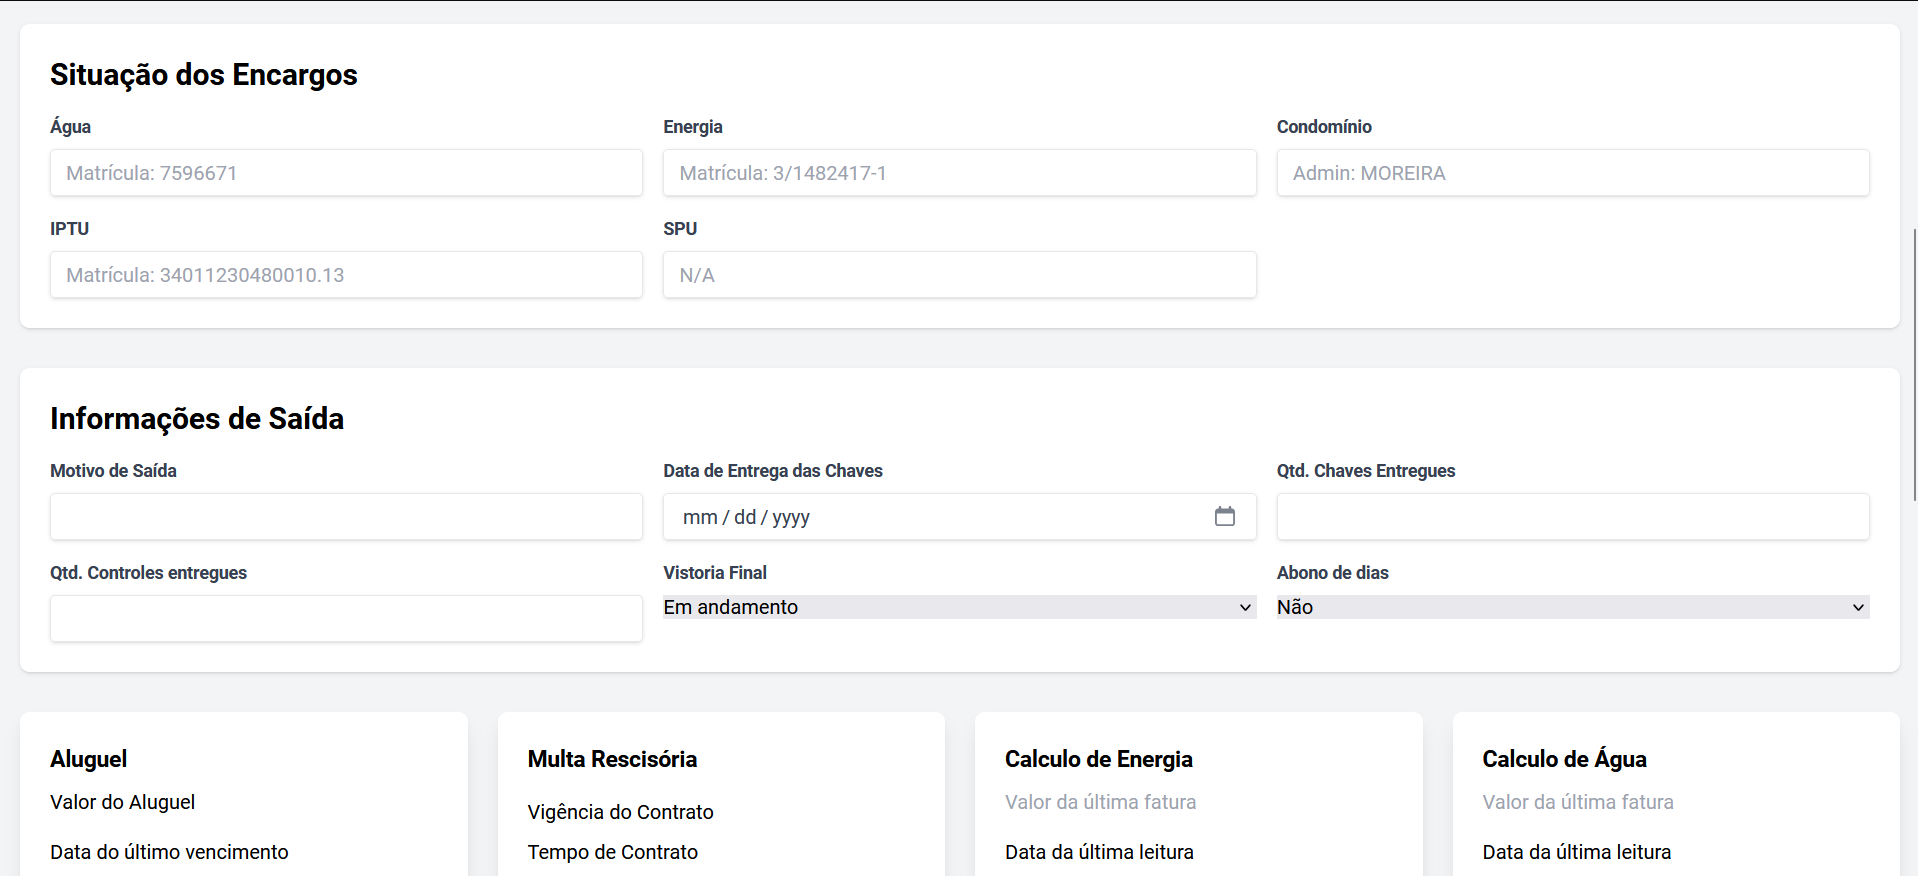 Situação dos Encargos
Água
Energia
Condomínio
Matrícula: 7596671
Matrícula: 3/1482417-1
Admin: MOREIRA
IPTU
SPU
Matrícula: 34011230480010.13
N/A
Informações de Saída
Motivo de Saída
Data de Entrega das Chaves
Qtd. Chaves Entregues
mm / dd / yyyy
Qtd. Controles entregues
Vistoria Final
Abono de dias
Em andamento
Não
Aluguel
Valor do Aluguel
Data do último vencimento
Multa Rescisória
Vigência do Contrato
Tempo de Contrato
Calculo de Energia
Valor da última fatura
Data da última leitura
Calculo de Água
Valor da última fatura
Data da última leitura